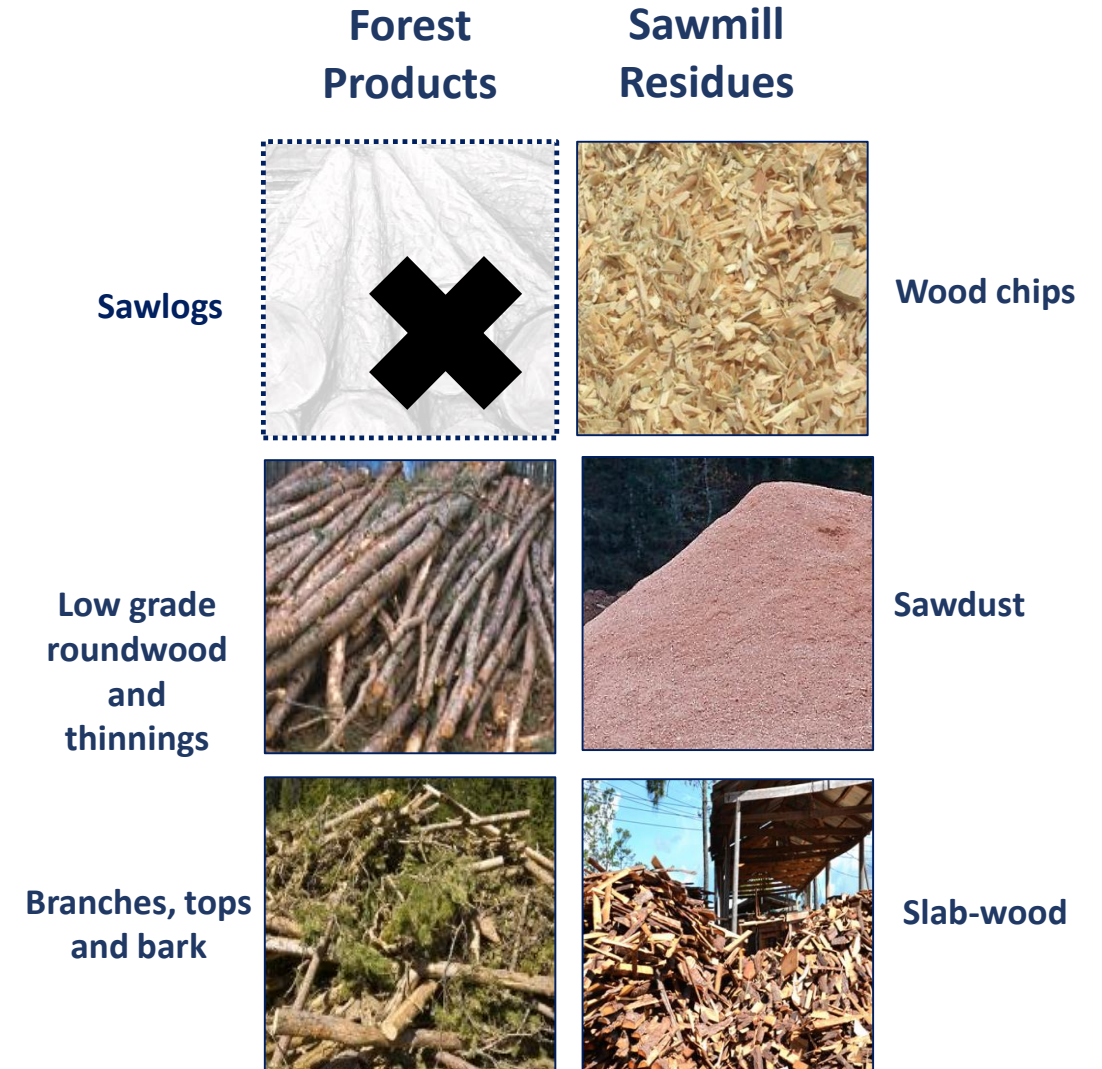 Forest
Products
Sawmill
Residues
Sawlogs
Wood chips
Low grade
roundwood
and
thinnings
Sawdust
Branches, tops
and bark
Slab-wood